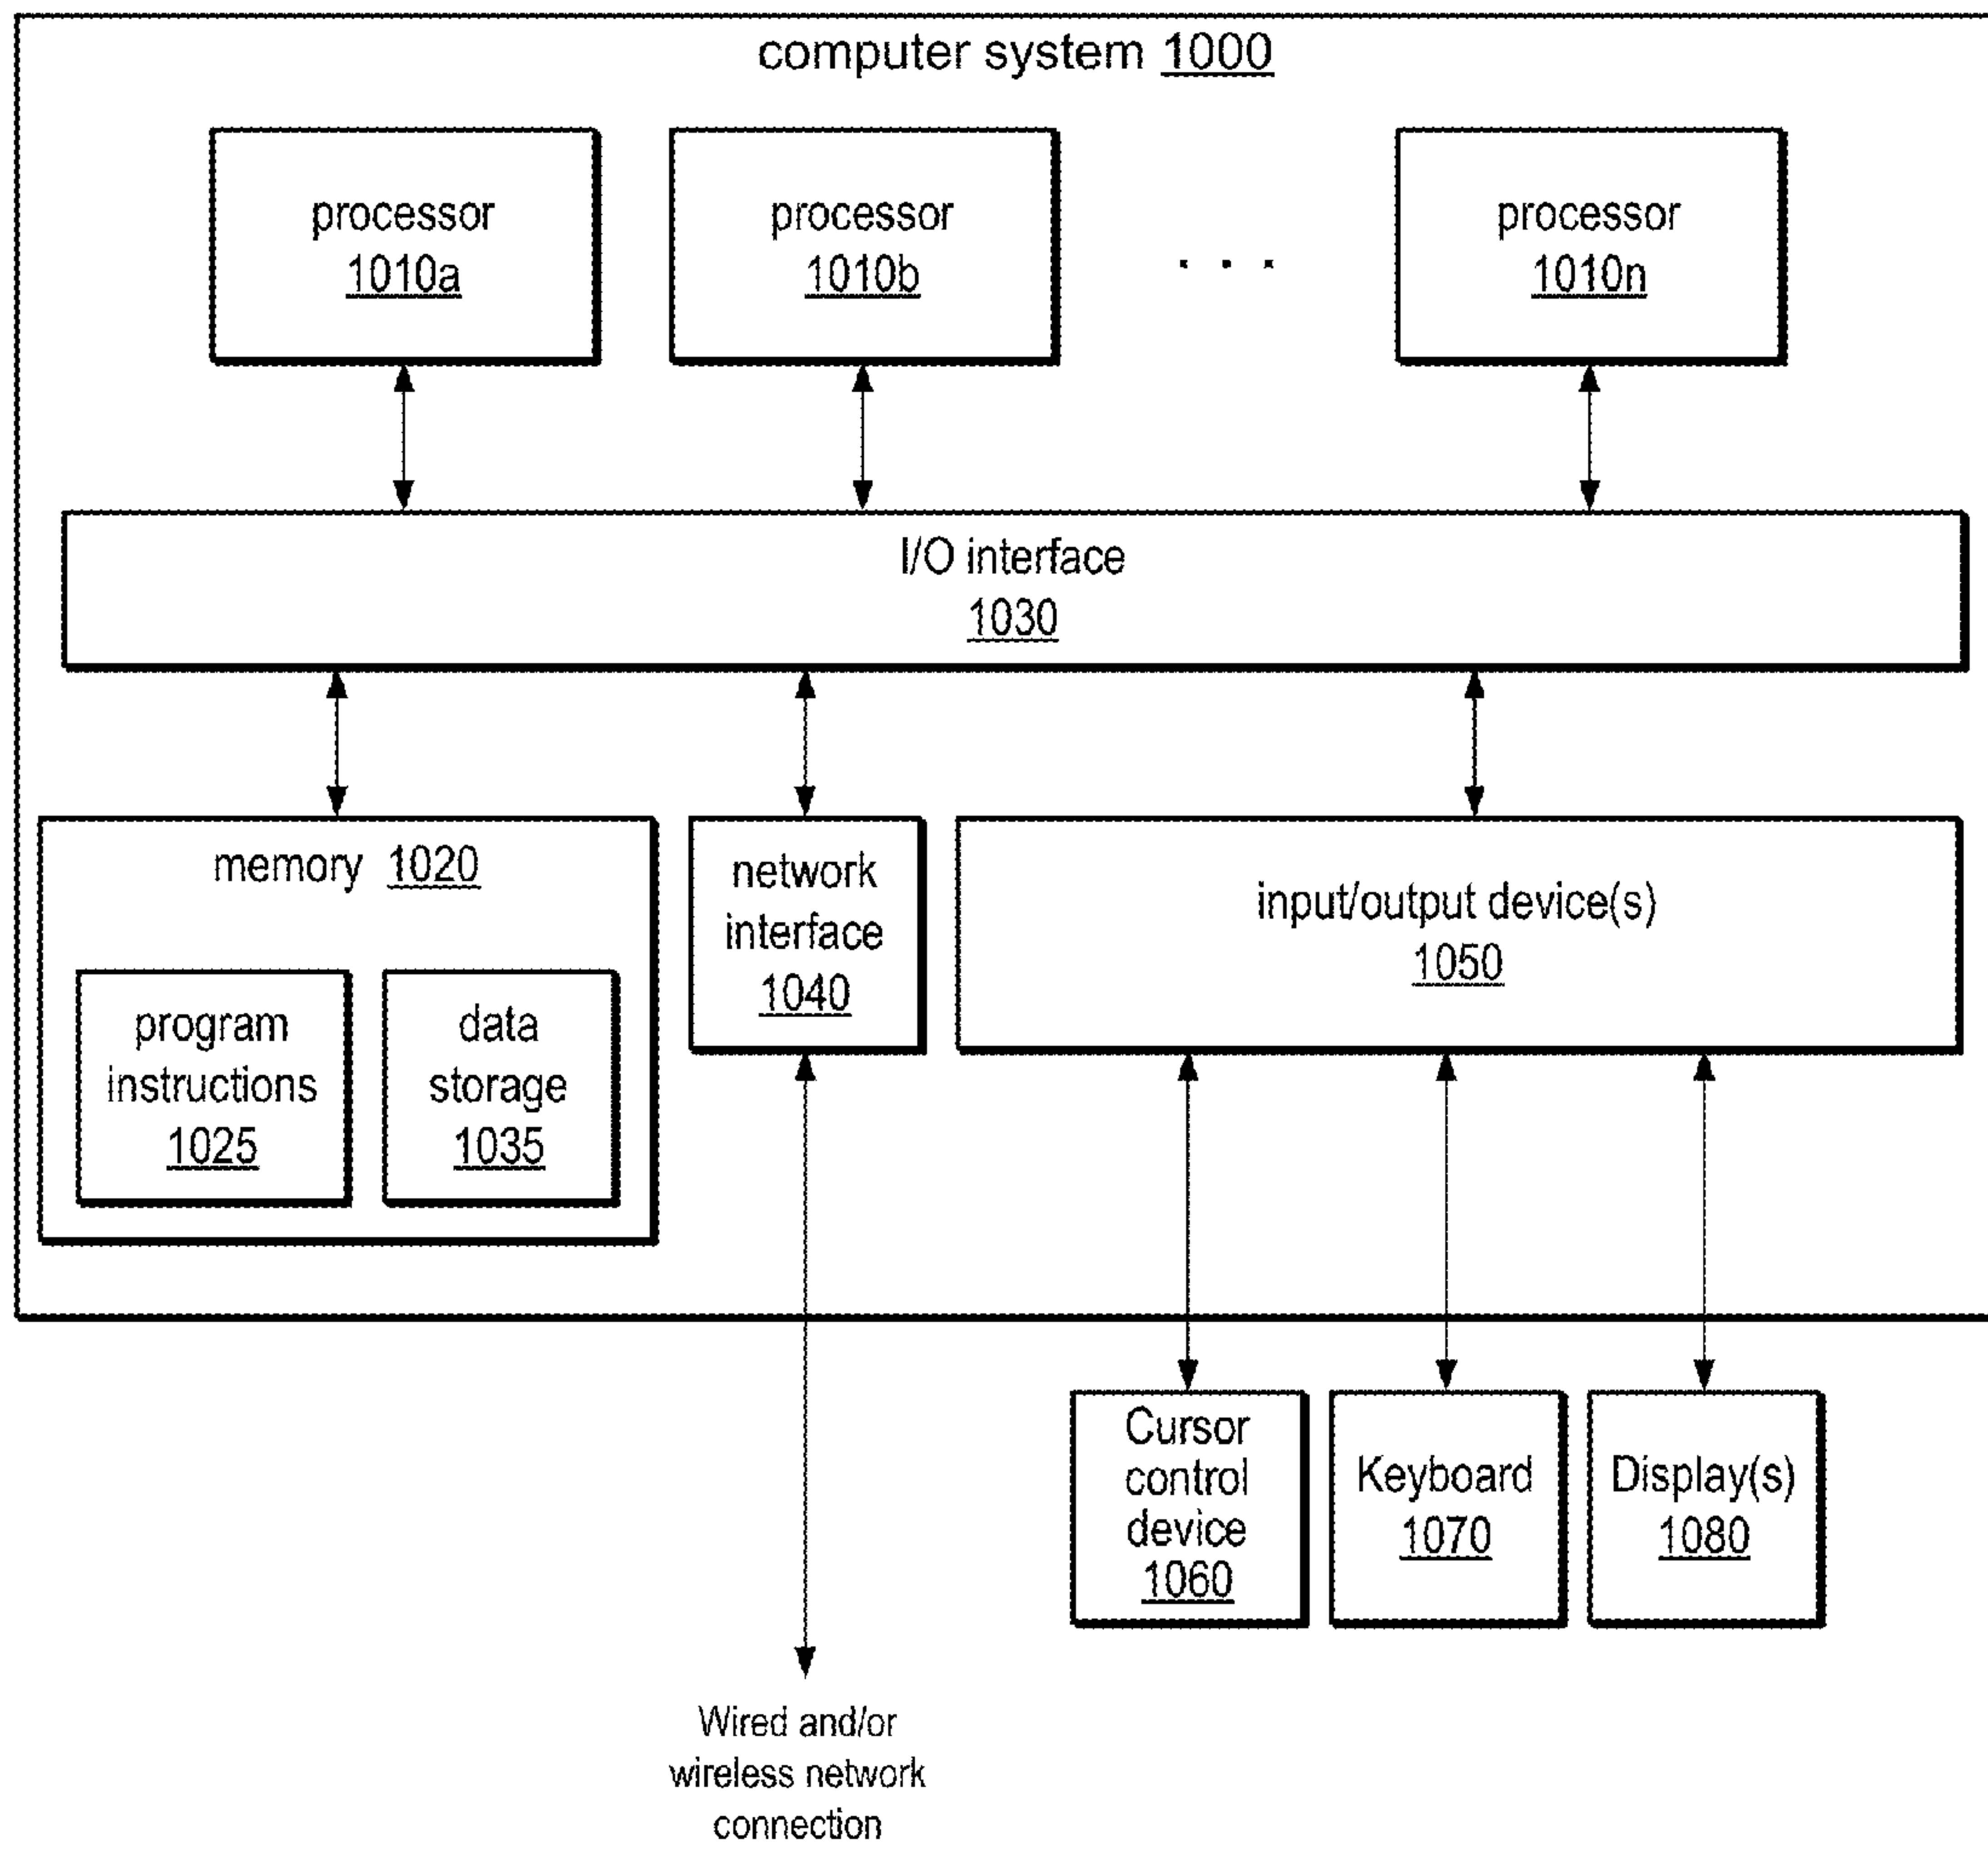 computer system 1000
processor
1010a
processor
1010b
. . .
processor
1010n
I/O interface
1030
memory 1020
program
instructions
1025
data
storage
1035
network
interface
1040
input/output device(s)
1050
Cursor
control
device
1060
Keyboard
1070
Display(s)
1080
Wired and/or
wireless network
connection